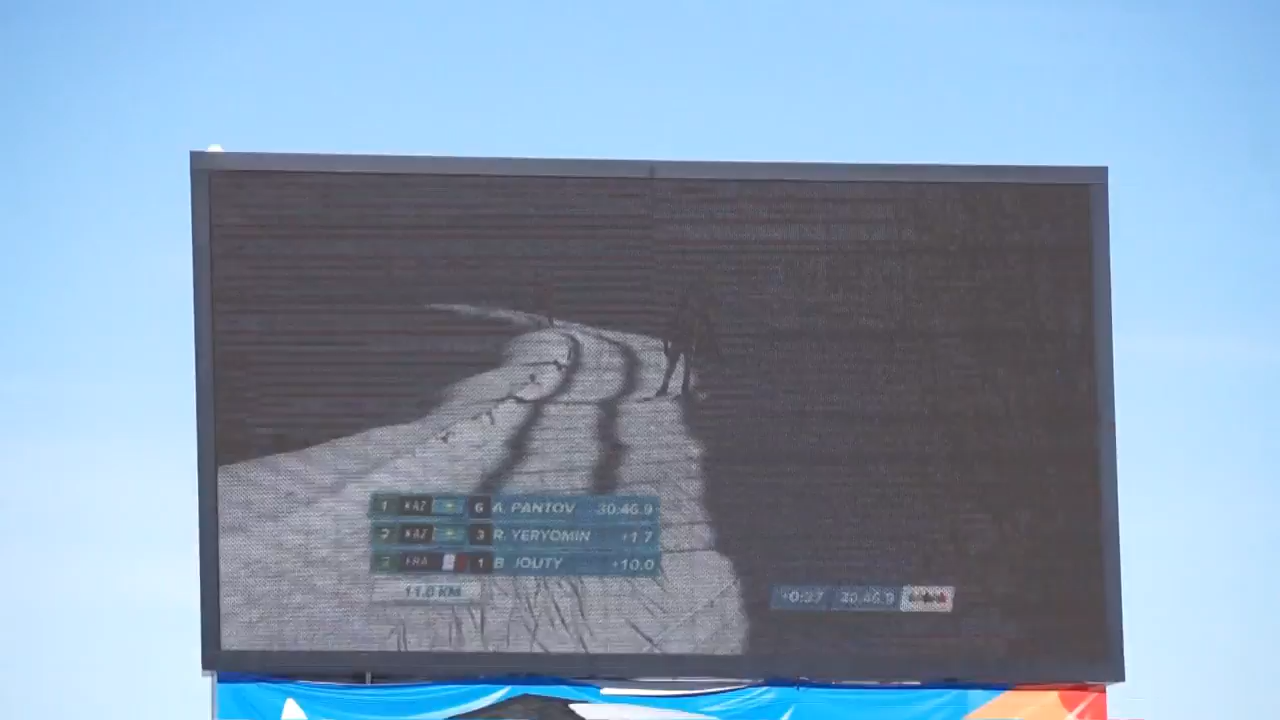 1 KAZ 6 A. PANTOV 30:46.9
2 KAZ 3 R. YERYOMIN +1.7
3 FRA 1 B. JOUTY +10.0
11.0 KM
+0:27 30:46.9